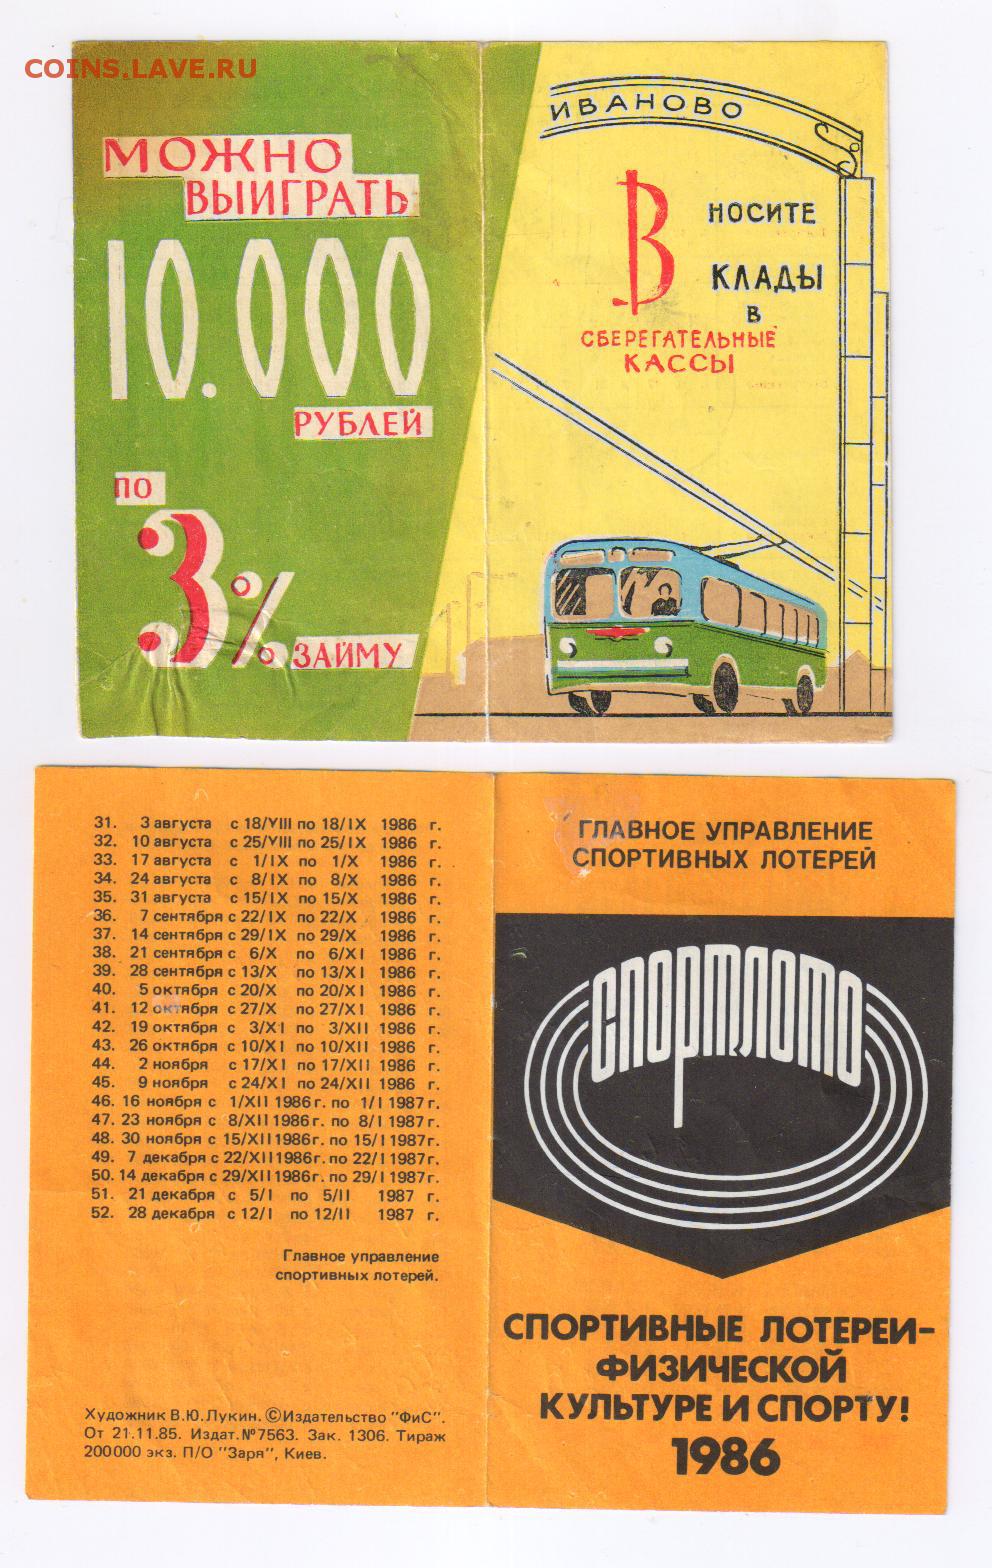 COINS.LAVE.RU
МОЖНО
ВЫИГРАТЬ
10.000
РУБЛЕЙ
ПО
3%
ЗАЙМУ
ИВАНОВО
ВНОСИТЕ
ВКЛАДЫ
В
СБЕРЕГАТЕЛЬНЫЕ
КАССЫ
31. 3 августа с 18/VIII по 18/IX 1986 г.
32. 10 августа с 25/VIII по 25/IX 1986 г.
33. 17 августа с 1/IX по 1/X 1986 г.
34. 24 августа с 8/IX по 8/X 1986 г.
35. 31 августа с 15/IX по 15/X 1986 г.
36. 7 сентября с 22/IX по 22/X 1986 г.
37. 14 сентября с 29/IX по 29/X 1986 г.
38. 21 сентября с 6/X по 6/XI 1986 г.
39. 28 сентября с 13/X по 13/XI 1986 г.
40. 5 октября с 20/X по 20/XI 1986 г.
41. 12 октября с 27/X по 27/XI 1986 г.
42. 19 октября с 3/XI по 3/XII 1986 г.
43. 26 октября с 10/XI по 10/XII 1986 г.
44. 2 ноября с 17/XI по 17/XII 1986 г.
45. 9 ноября с 24/XI по 24/XII 1986 г.
46. 16 ноября с 1/XII 1986 г. по 1/I 1987 г.
47. 23 ноября с 8/XII 1986 г. по 8/I 1987 г.
48. 30 ноября с 15/XII 1986 г. по 15/I 1987 г.
49. 7 декабря с 22/XII 1986 г. по 22/I 1987 г.
50. 14 декабря с 29/XII 1986 г. по 29/I 1987 г.
51. 21 декабря с 5/I по 5/II 1987 г.
52. 28 декабря с 12/I по 12/II 1987 г.
Главное управление
спортивных лотерей.
Художник В.Ю.Лукин. ©Издательство "ФиС".
От 21.11.85. Издат.№7563. Зак. 1306. Тираж
200000 экз. П/О "Заря", Киев.
ГЛАВНОЕ УПРАВЛЕНИЕ
СПОРТИВНЫХ ЛОТЕРЕЙ
СПОРТЛОТО
СПОРТИВНЫЕ ЛОТЕРЕИ-
ФИЗИЧЕСКОЙ
КУЛЬТУРЕ И СПОРТУ!
1986